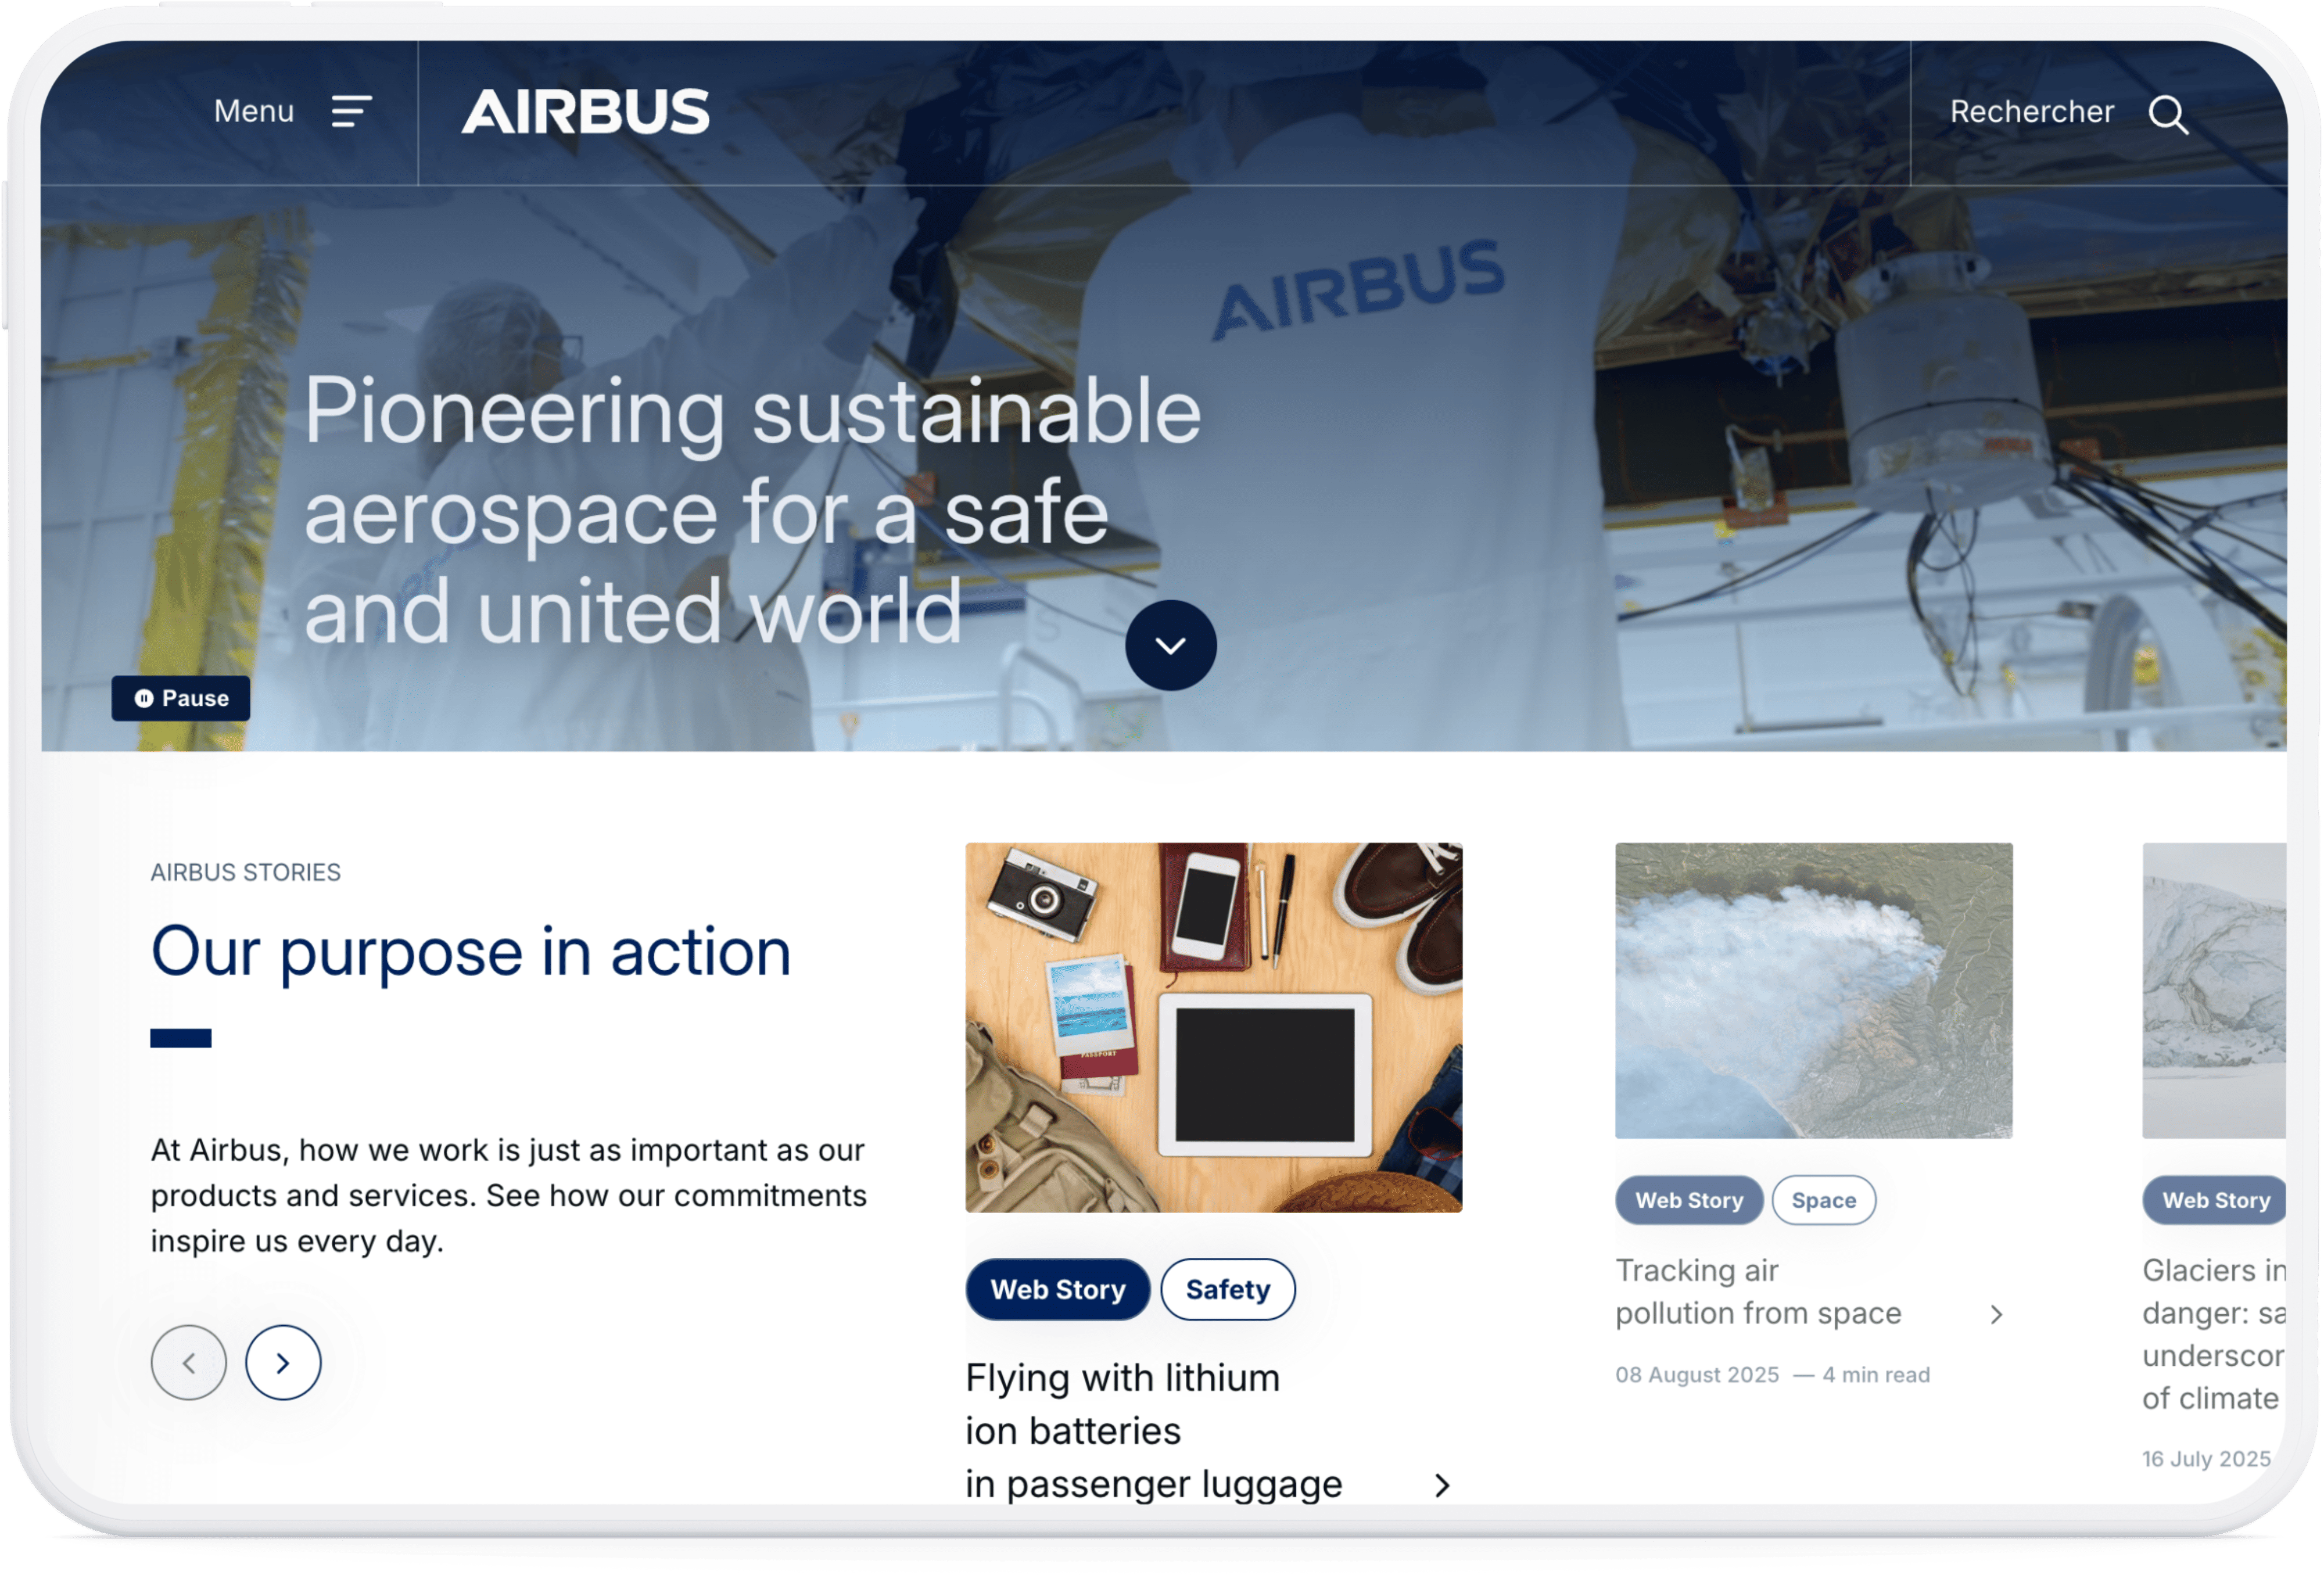 Menu
AIRBUS
Rechercher
AIRBUS
Pioneering sustainable
aerospace for a safe
and united world
Pause
AIRBUS STORIES
Our purpose in action
At Airbus, how we work is just as important as our
products and services. See how our commitments
inspire us every day.
PASSPORT
Web Story
Safety
Flying with lithium
ion batteries
in passenger luggage
Web Story
Space
Tracking air
pollution from space
08 August 2025 — 4 min read
Web Story
Glaciers in
danger: sa
underscor
of climate
16 July 2025